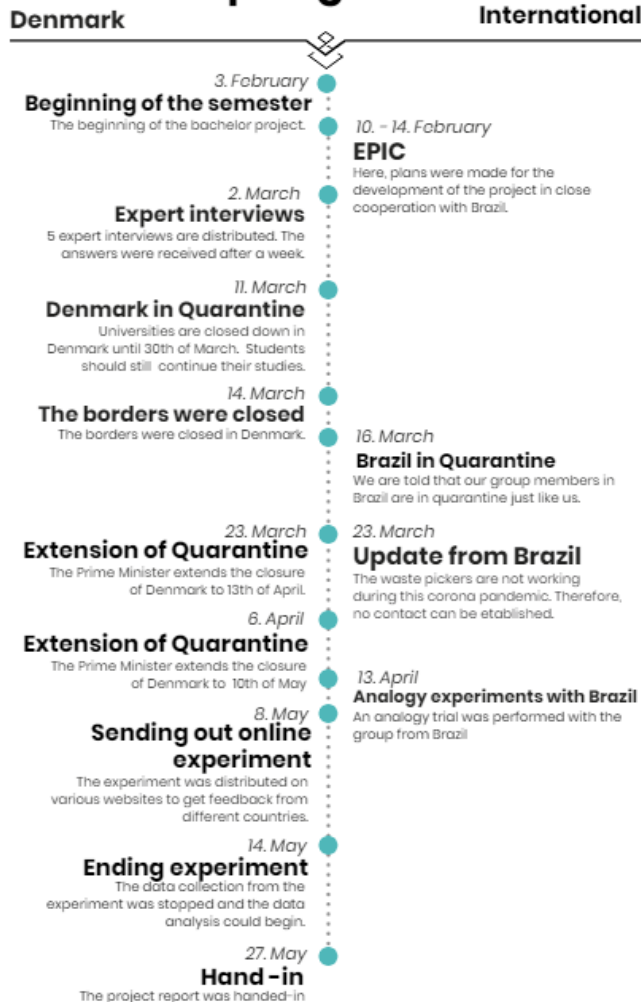 Denmark
International
3. February
Beginning of the semester
The beginning of the bachelor project.
10. - 14. February
EPIC
Here, plans were made for the
development of the project in close
cooperation with Brazil.
2. March
Expert interviews
5 expert interviews are distributed. The
answers were received after a week.
11. March
Denmark in Quarantine
Universities are closed down in
Denmark until 30th of March. Students
should still continue their studies.
14. March
The borders were closed
The borders were closed in Denmark.
16. March
Brazil in Quarantine
We are told that our group members in
Brazil are in quarantine just like us.
23. March
Extension of Quarantine
The Prime Minister extends the closure
of Denmark to 13th of April.
23. March
Update from Brazil
The waste pickers are not working
during this corona pandemic. Therefore,
no contact can be etablished.
6. April
Extension of Quarantine
The Prime Minister extends the closure
of Denmark to 10th of May
13. April
Analogy experiments with Brazil
An analogy trial was performed with the
group from Brazil
8. May
Sending out online
experiment
The experiment was distributed on
various websites to get feedback from
different countries.
14. May
Ending experiment
The data collection from the
experiment was stopped and the data
analysis could begin.
27. May
Hand -in
The project report was handed-in